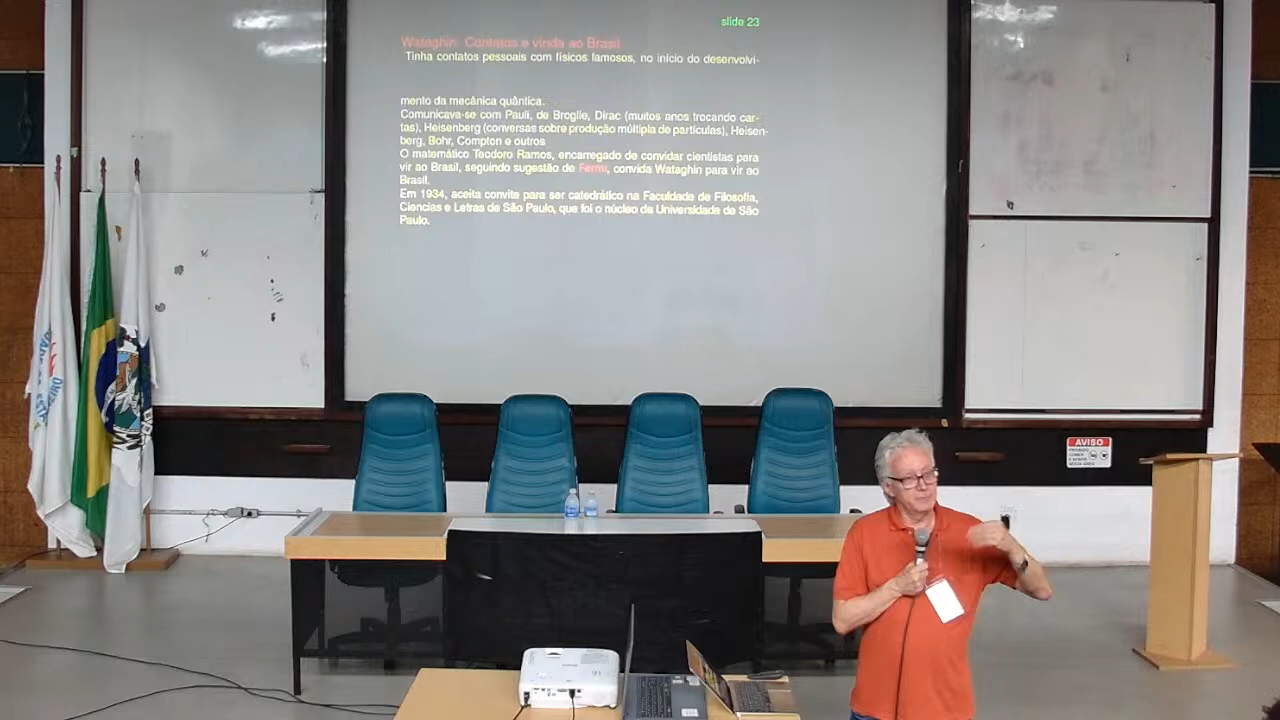 slide 23
Wataghin: Contatos e vinda ao Brasil
Tinha contatos pessoais com físicos famosos, no início do desenvolvi-
mento da mecânica quântica.
Comunicava-se com Pauli, de Broglie, Dirac (muitos anos trocando car-
tas), Heisenberg (conversas sobre produção múltipla de partículas), Heisen-
berg, Bohr, Compton e outros
O matemático Teodoro Ramos, encarregado de convidar cientistas para
vir ao Brasil, seguindo sugestão de Fermi, convida Wataghin para vir ao
Brasil.
Em 1934, aceita convite para ser catedrático na Faculdade de Filosofia,
Ciencias e Letras de São Paulo, que foi o núcleo da Universidade de São
Paulo.
AVISO